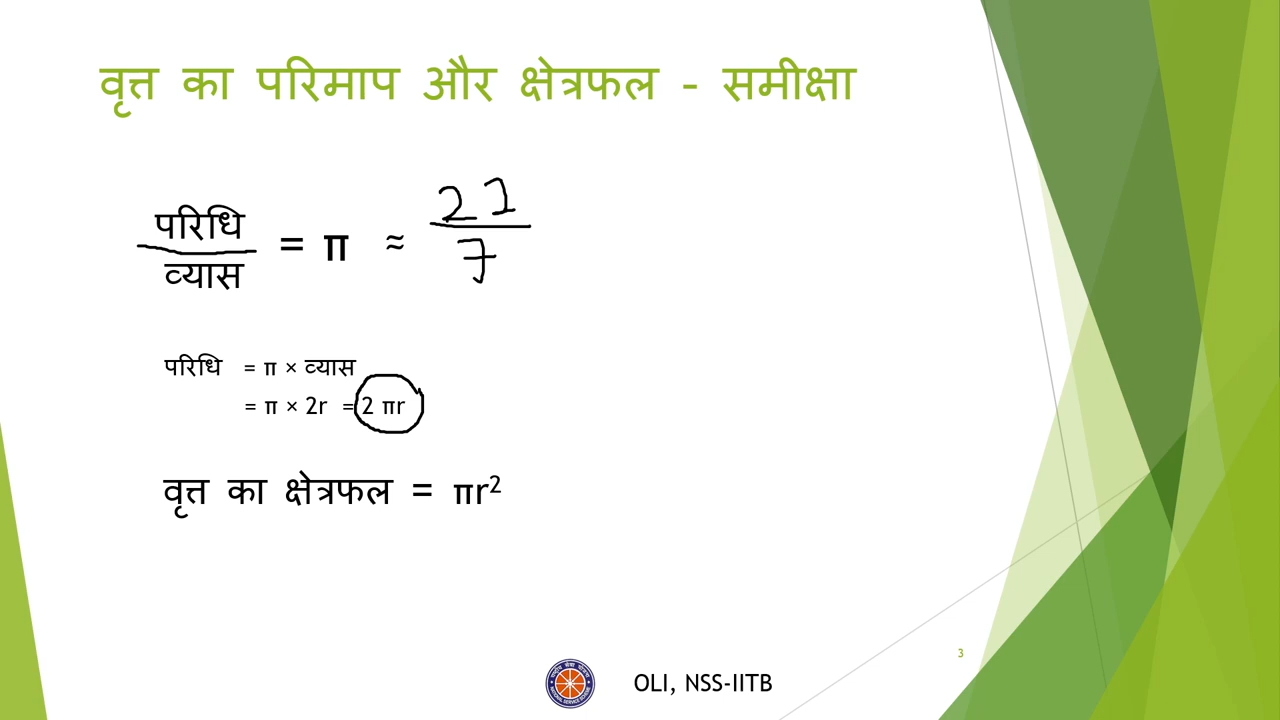 वृत्त का परिमाप और क्षेत्रफल - समीक्षा
परिधि
व्यास
= π ≈
22
7
परिधि = π × व्यास
= π × 2r = 2 πr
वृत्त का क्षेत्रफल = πr²
3
OLI, NSS-IITB